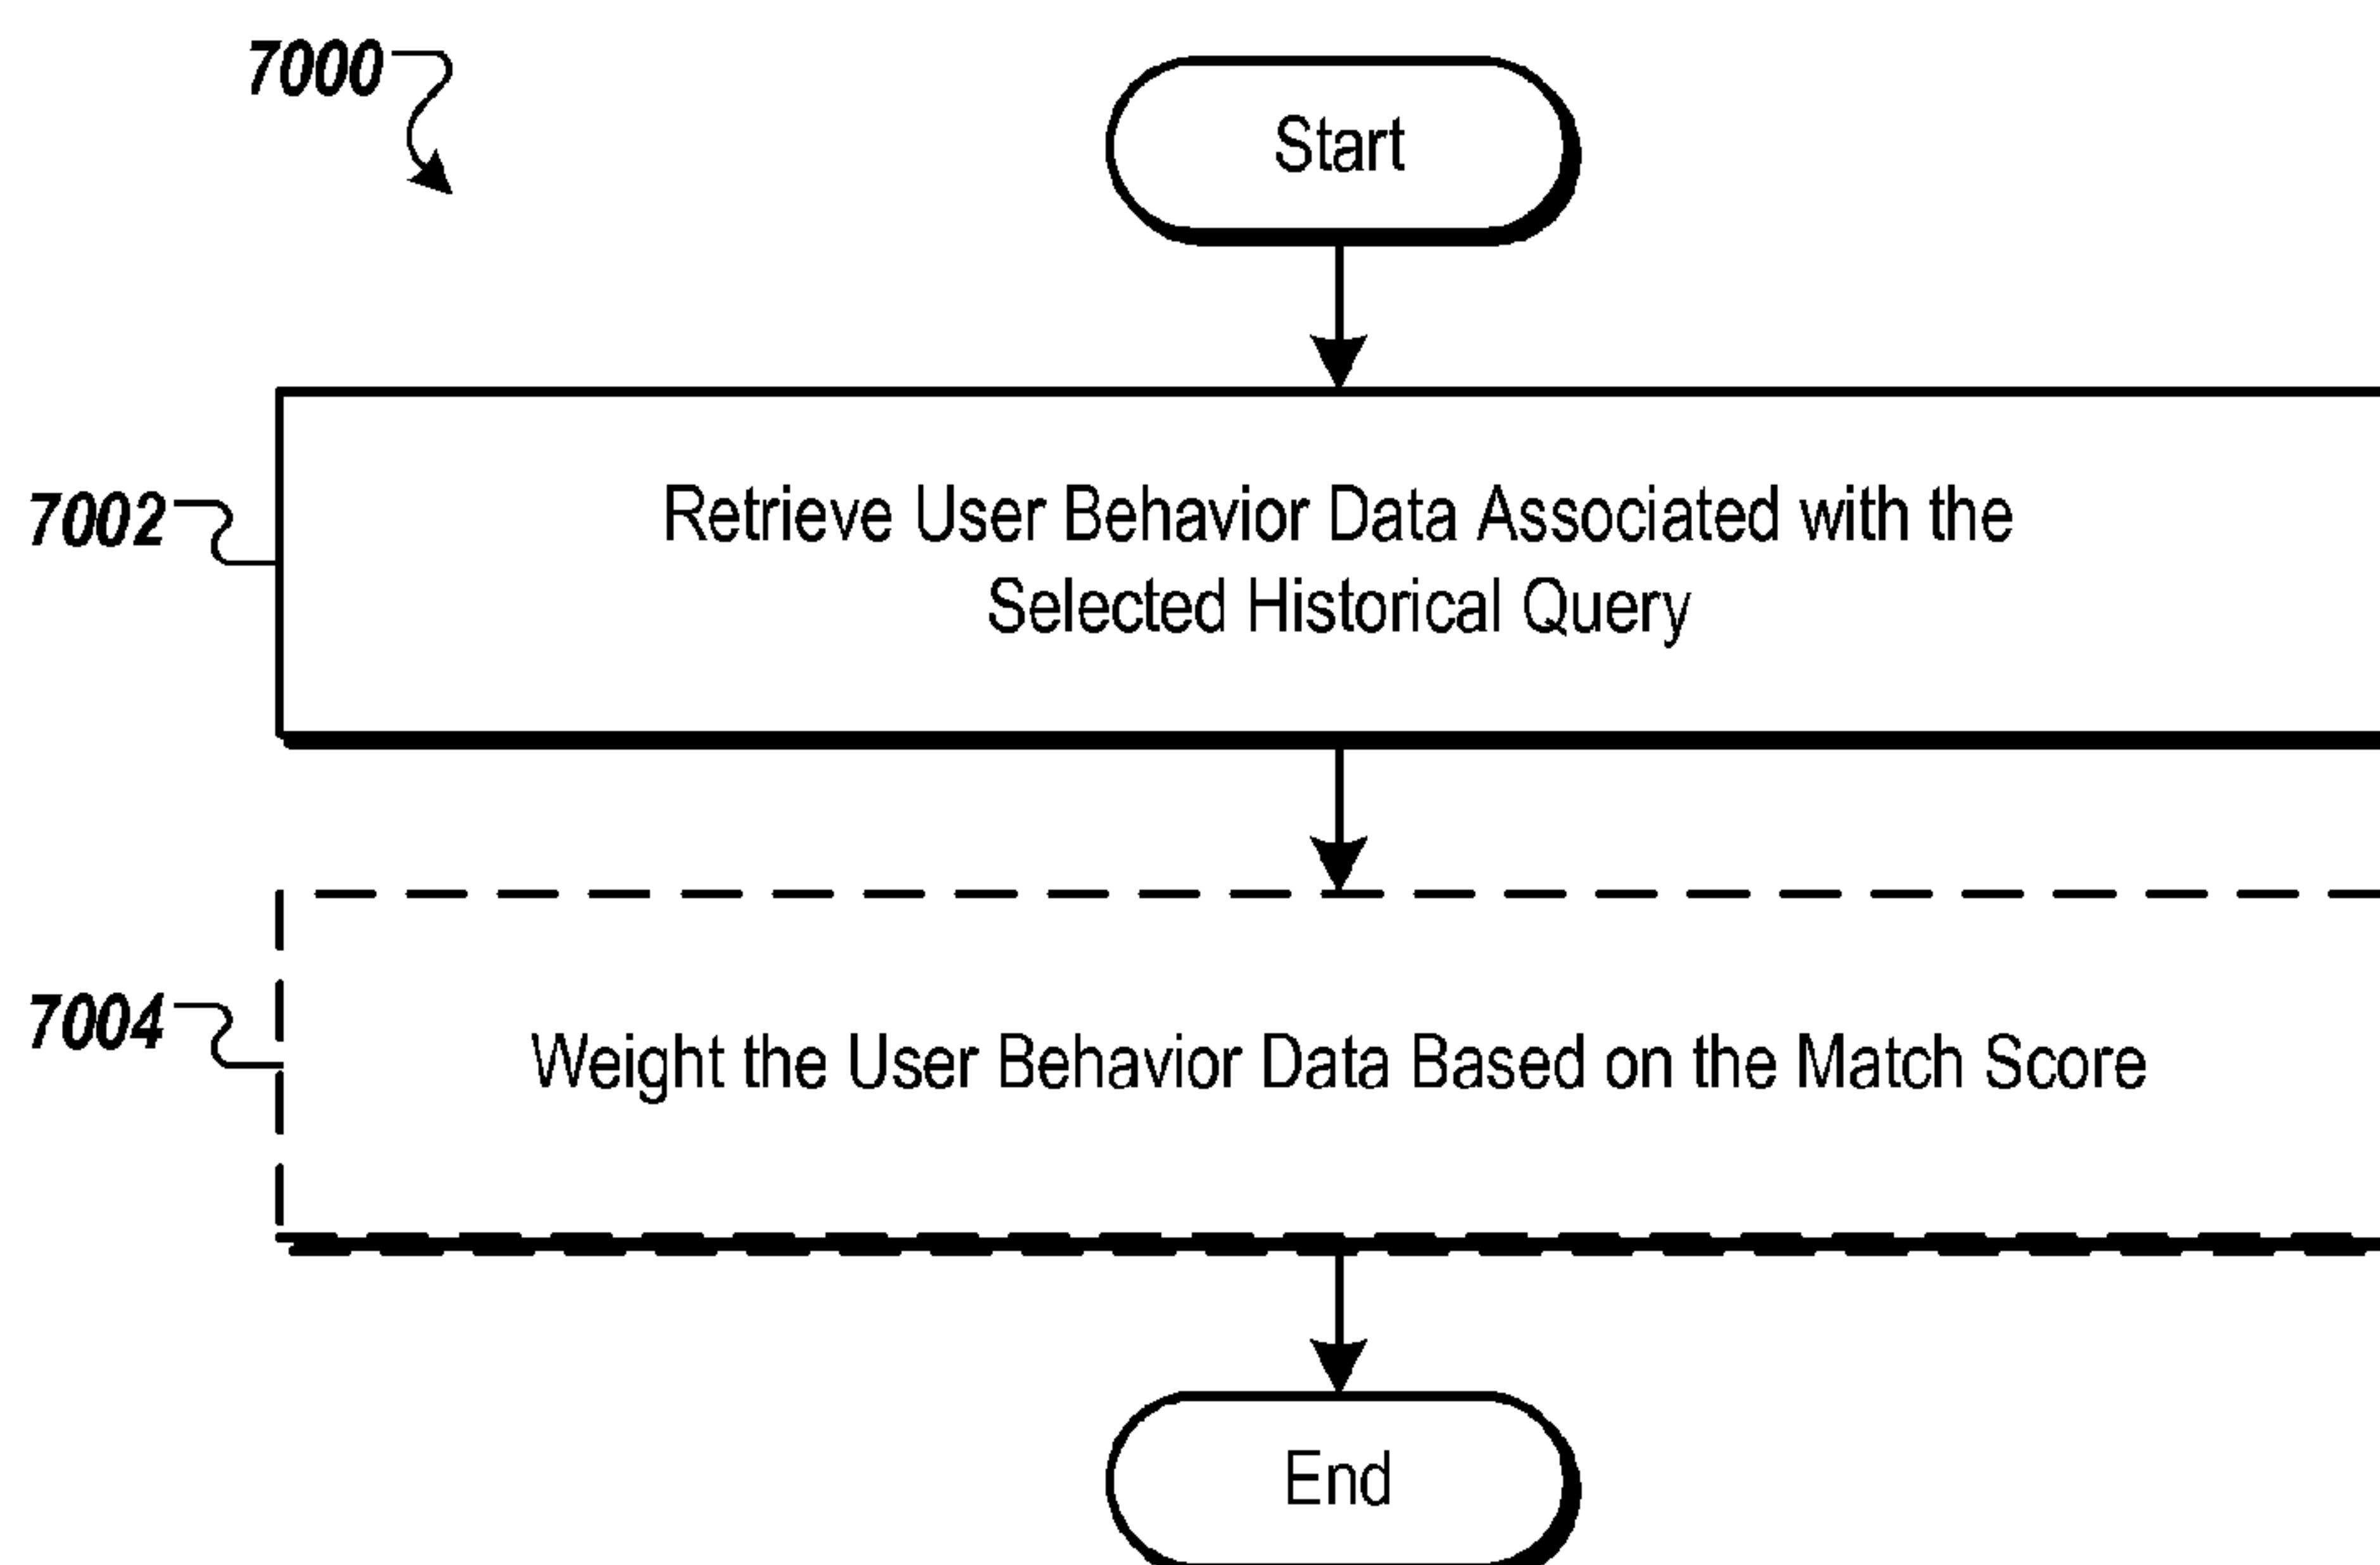 7000
Start
7002
Retrieve User Behavior Data Associated with the
Selected Historical Query
7004
Weight the User Behavior Data Based on the Match Score
End